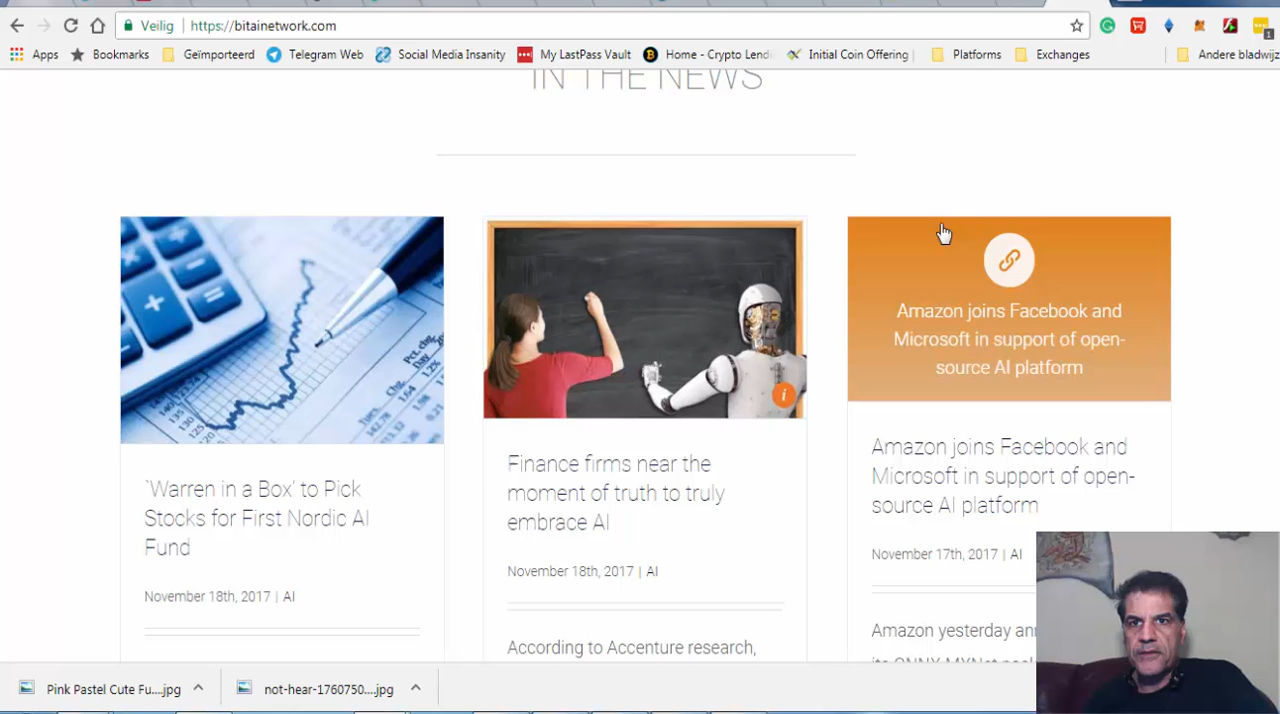 Veilig
https://bitainetwork.com
1
Apps
Bookmarks
Geïmporteerd
Telegram Web
Social Media Insanity
My LastPass Vault
Home - Crypto Lend
Initial Coin Offering
Platforms
Exchanges
Andere bladwijz
IN THE NEWS
Amazon joins Facebook and
Microsoft in support of open-
source AI platform
`Warren in a Box' to Pick
Stocks for First Nordic AI
Fund
November 18th, 2017 | AI
Finance firms near the
moment of truth to truly
embrace AI
November 18th, 2017 | AI
According to Accenture research,
Amazon joins Facebook and
Microsoft in support of open-
source AI platform
November 17th, 2017 | AI
Amazon yesterday an
Pink Pastel Cute Fu....jpg
not-hear-1760750....jpg